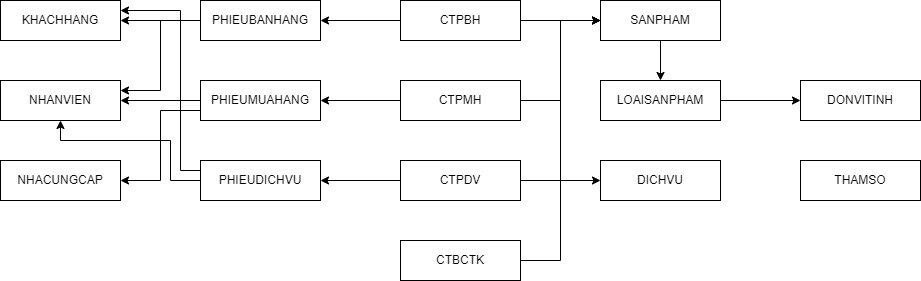 KHACHHANG
PHIEUBANHANG
CTPBH
SANPHAM
NHANVIEN
PHIEUMUAHANG
CTPMH
LOAISANPHAM
DONVITINH
NHACUNGCAP
PHIEUDICHVU
CTPDV
DICHVU
THAMSO
CTBCTK